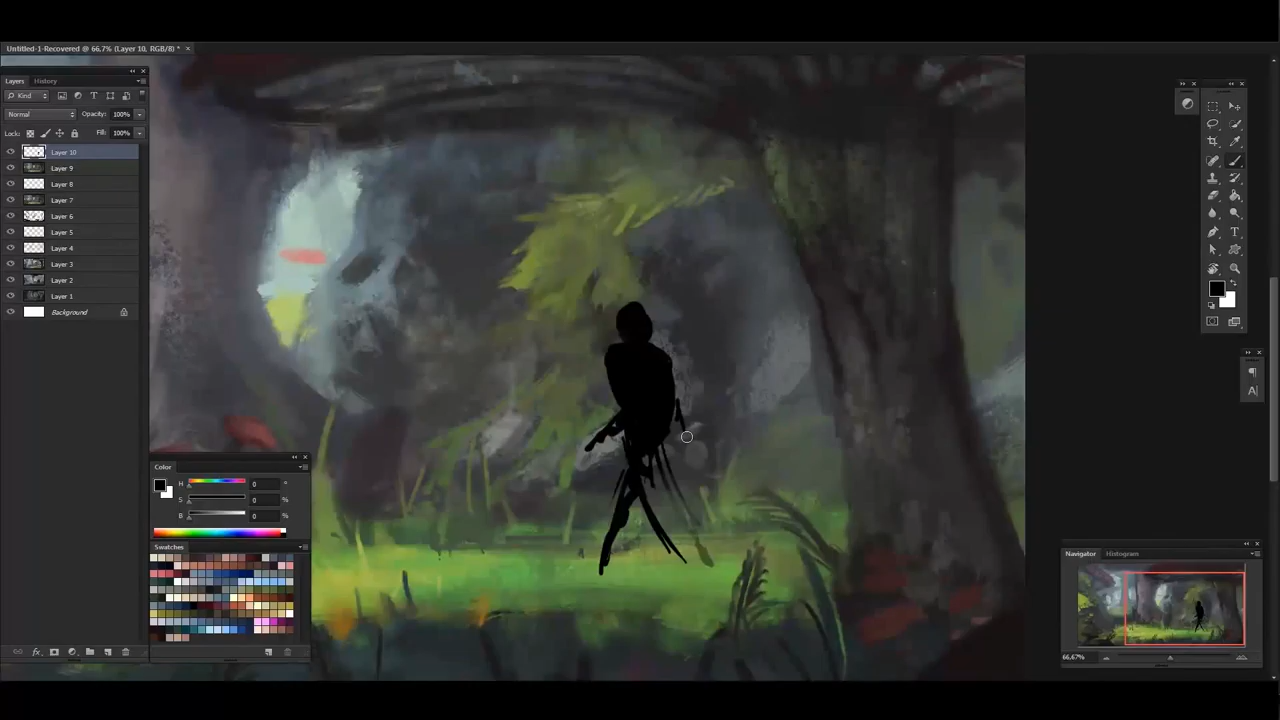 Untitled-1-Recovered @ 66,7% (Layer 10, RGB/8) *
Layers History
Kind
Normal Opacity: 100%
Lock: Fill: 100%
Layer 10
Layer 9
Layer 8
Layer 7
Layer 6
Layer 5
Layer 4
Layer 3
Layer 2
Layer 1
Background
fx
Color
H 0 °
S 0 %
B 0 %
Swatches
Navigator Histogram
66,67%